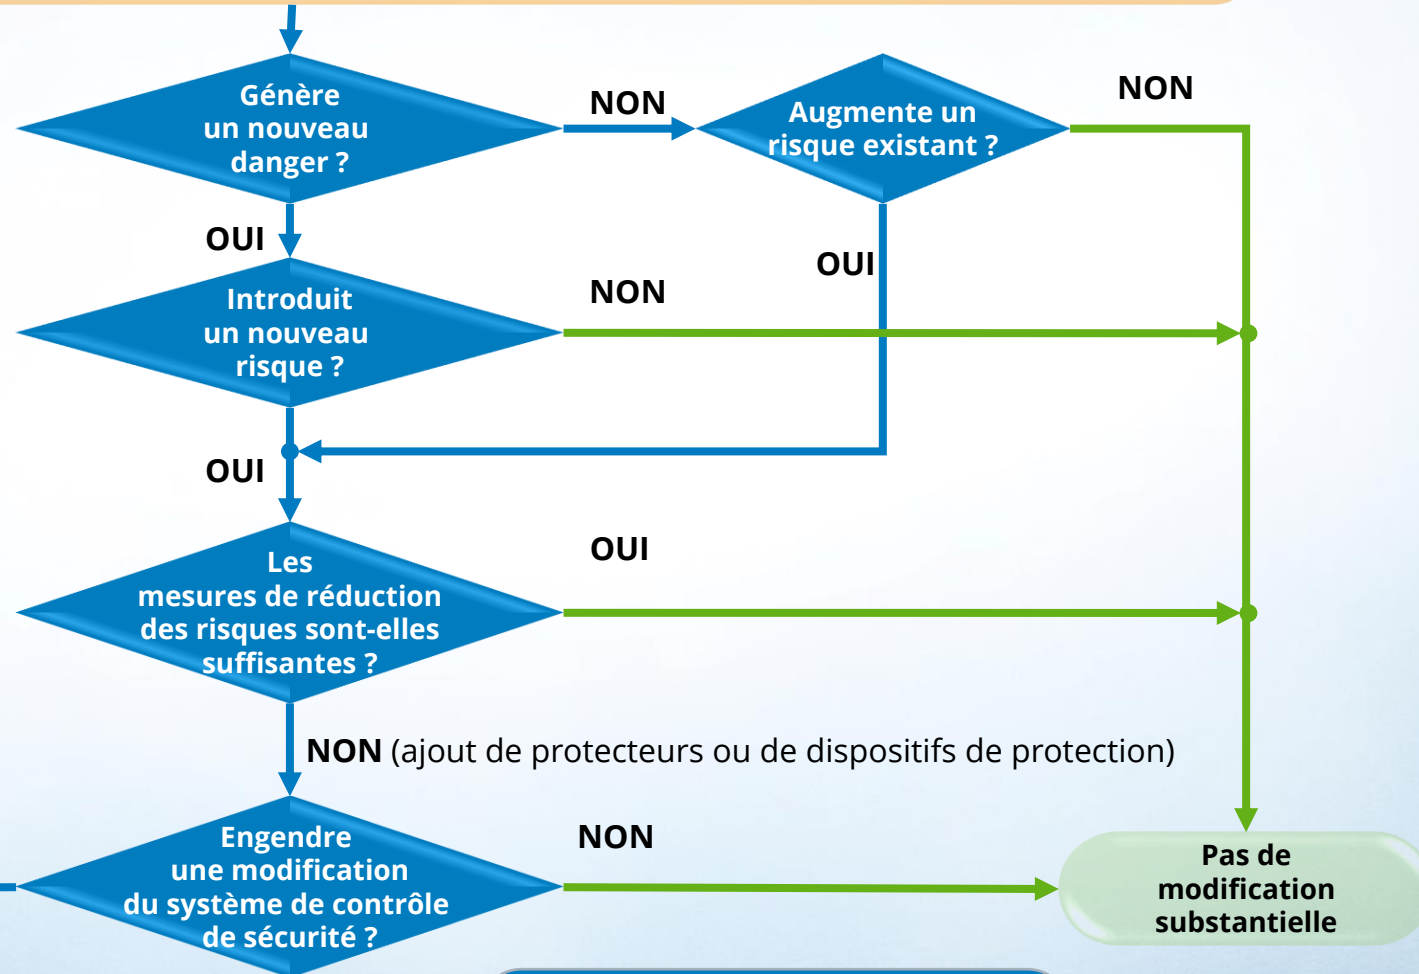 Génère
un nouveau
danger ?
NON
Augmente un
risque existant ?
NON
OUI
OUI
Introduit
un nouveau
risque ?
NON
OUI
Les
mesures de réduction
des risques sont-elles
suffisantes ?
OUI
NON (ajout de protecteurs ou de dispositifs de protection)
Engendre
une modification
du système de contrôle
de sécurité ?
NON
Pas de
modification
substantielle